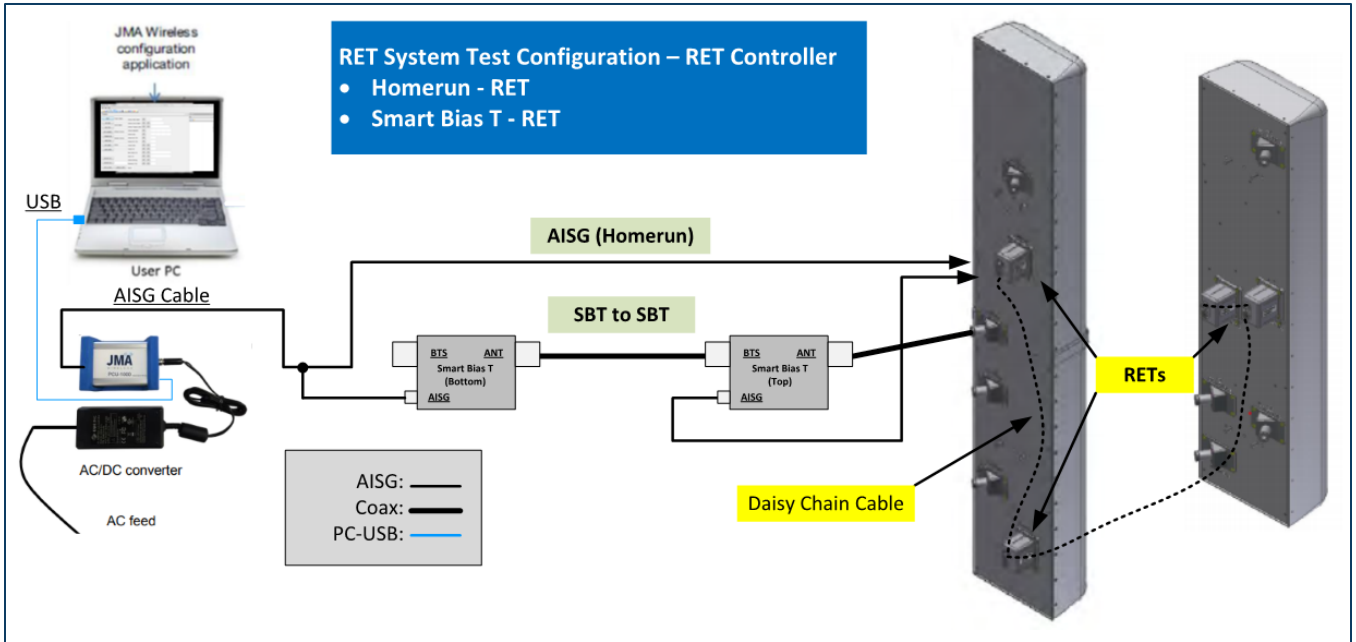 JMA Wireless
configuration
application
RET System Test Configuration – RET Controller
• Homerun - RET
• Smart Bias T - RET
USB
User PC
AISG Cable
AISG (Homerun)
SBT to SBT
BTS ANT
Smart Bias T
(Bottom)
AISG
BTS ANT
Smart Bias T
(Top)
AISG
RETs
Daisy Chain Cable
JMA
WIRELESS
AC/DC converter
AC feed
AISG:
Coax:
PC-USB: